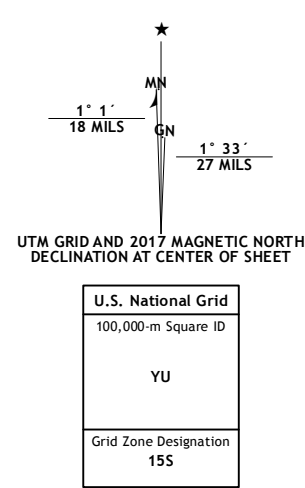 ★
MN
1° 1´
18 MILS
GN
1° 33´
27 MILS
UTM GRID AND 2017 MAGNETIC NORTH
DECLINATION AT CENTER OF SHEET
U.S. National Grid
100,000-m Square ID
YU
Grid Zone Designation
15S